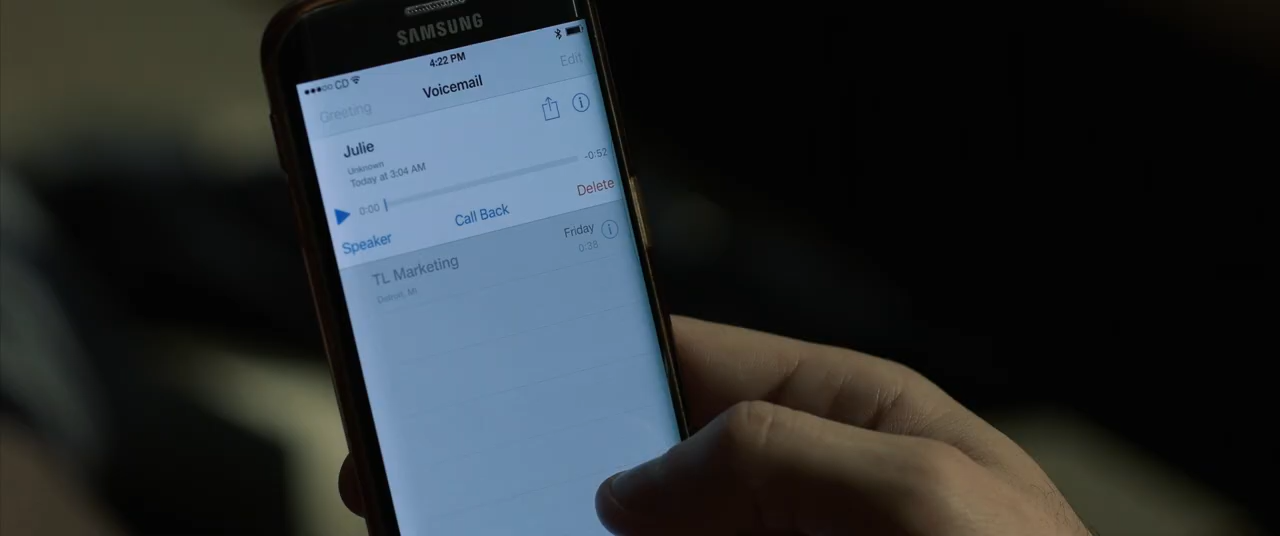 SAMSUNG
4:22 PM
CD
Greeting
Voicemail
Edit
Julie
Unknown
Today at 3:04 AM
0:00
-0:52
Speaker
Call Back
Delete
TL Marketing
Friday
0:38
Detroit, MI